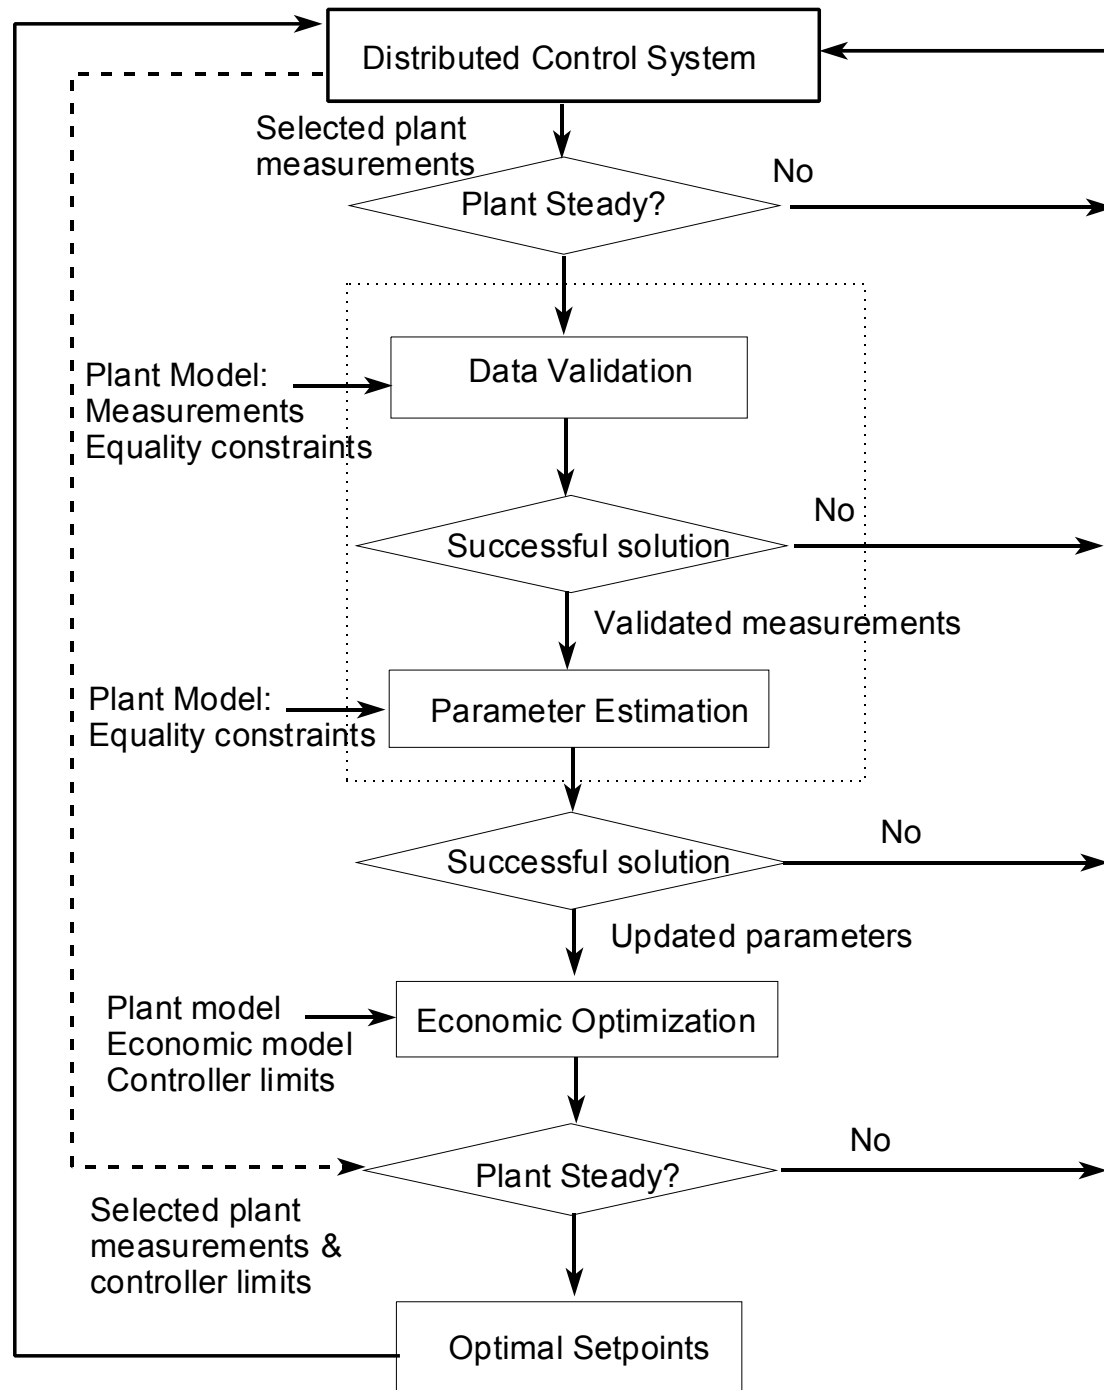 Distributed Control System
Selected plant
measurements
No
Plant Steady?
Data Validation
Plant Model:
Measurements
Equality constraints
No
Successful solution
Validated measurements
Plant Model:
Equality constraints
Parameter Estimation
No
Successful solution
Updated parameters
Plant model
Economic model
Controller limits
Economic Optimization
No
Plant Steady?
Selected plant
measurements &
controller limits
Optimal Setpoints